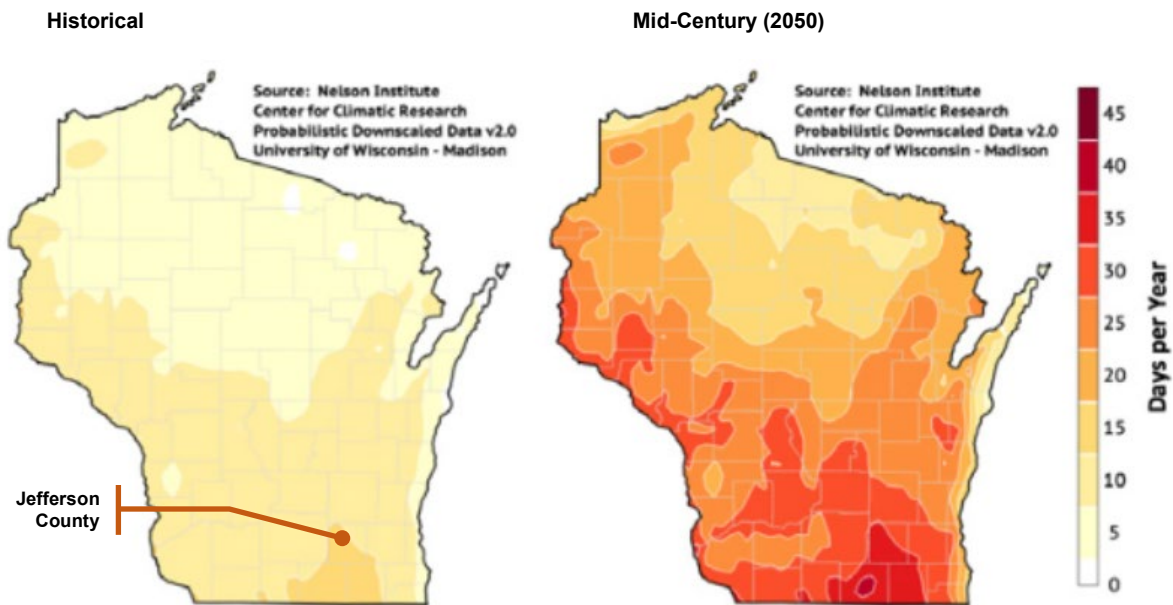 Historical
Mid-Century (2050)
Source: Nelson Institute
Center for Climatic Research
Probabilistic Downscaled Data v2.0
University of Wisconsin - Madison
Source: Nelson Institute
Center for Climatic Research
Probabilistic Downscaled Data v2.0
University of Wisconsin - Madison
45
40
35
30
25
20
15
10
5
0
Days per Year
Jefferson
County